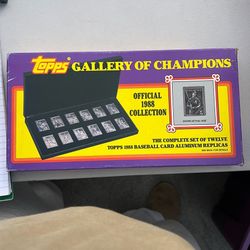 Topps GALLERY OF CHAMPIONS
OFFICIAL
1988
COLLECTION
THE COMPLETE SET OF TWELVE
TOPPS 1988 BASEBALL CARD ALUMINUM REPLICAS